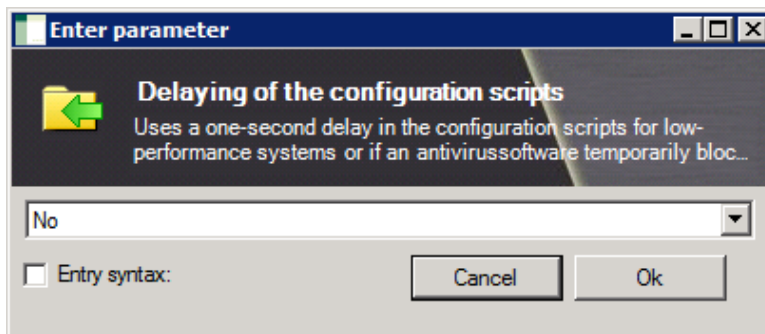 Enter parameter
Delaying of the configuration scripts
Uses a one-second delay in the configuration scripts for low-
performance systems or if an antivirussoftware temporarily bloc...
No
Entry syntax:
Cancel
Ok